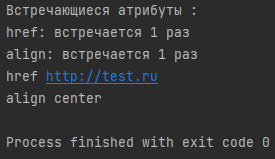 Встречающиеся атрибуты :
href: встречается 1 раз
align: встречается 1 раз
href http://test.ru
align center
Process finished with exit code 0